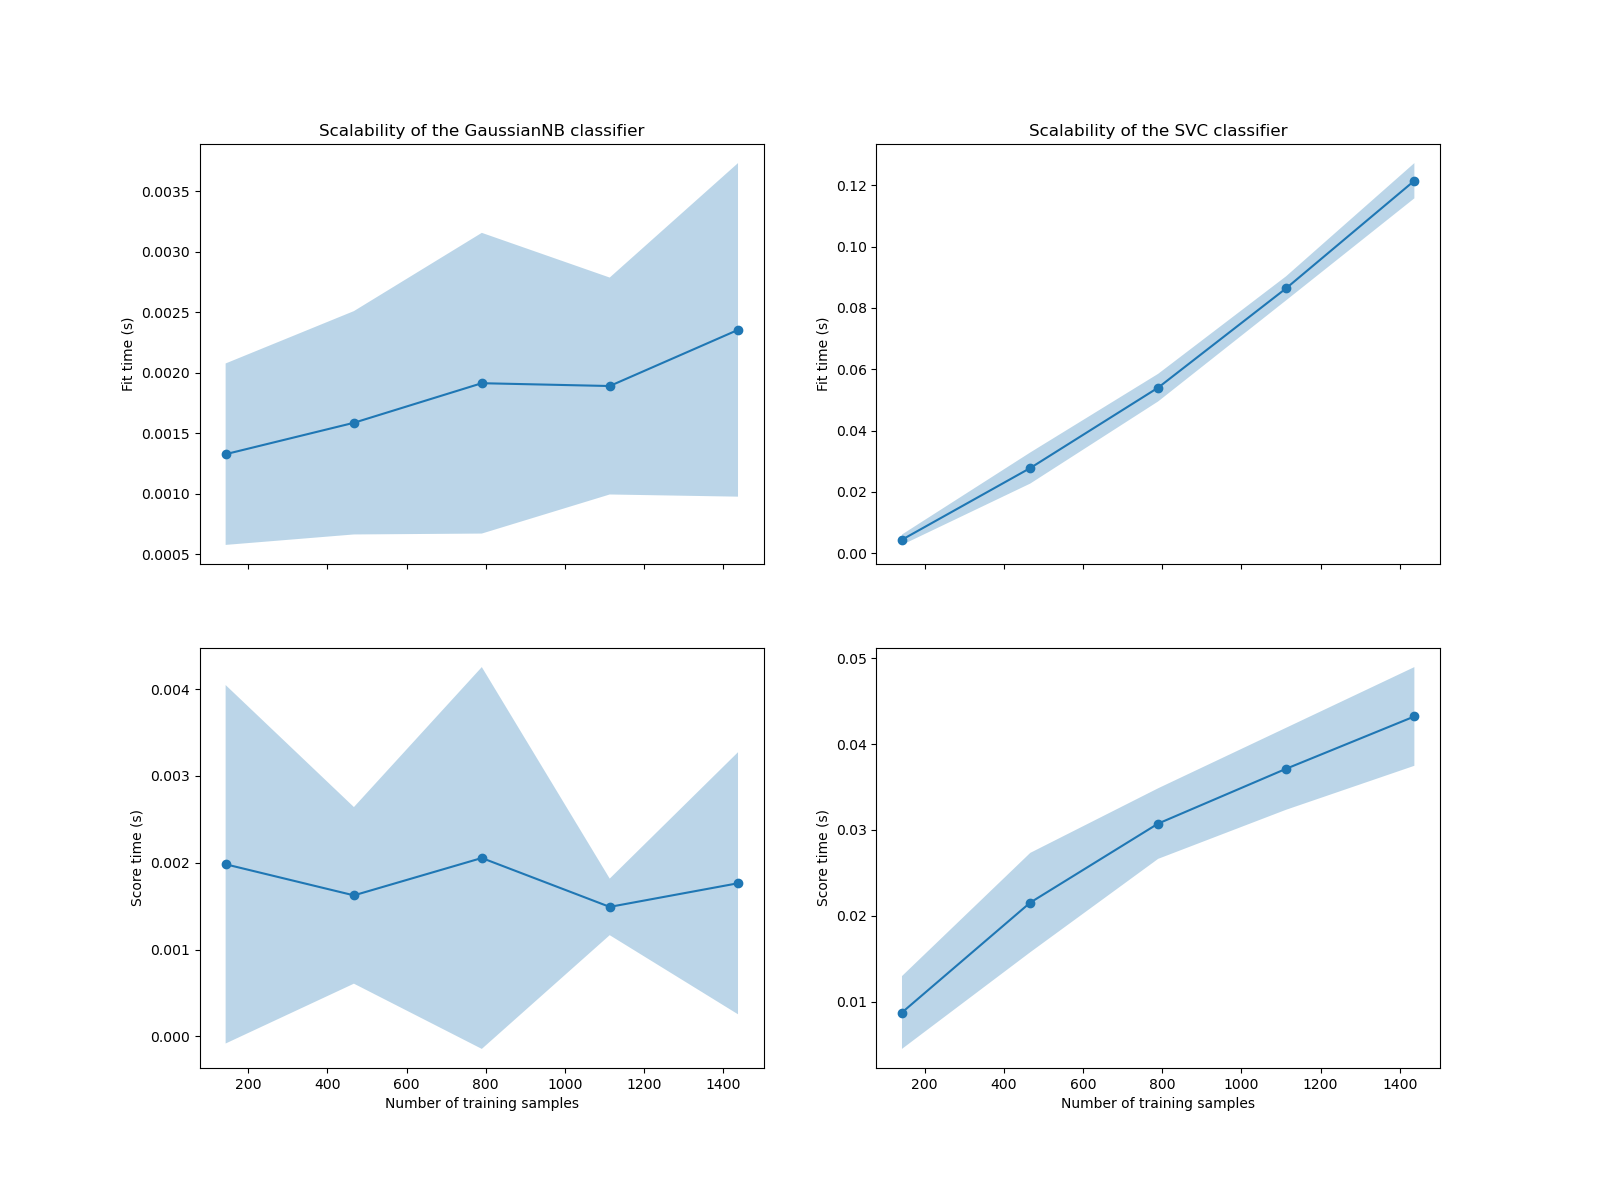 Scalability of the GaussianNB classifier
Fit time (s)
0.0035
0.0030
0.0025
0.0020
0.0015
0.0010
0.0005
Scalability of the SVC classifier
Fit time (s)
0.12
0.10
0.08
0.06
0.04
0.02
0.00
Score time (s)
0.004
0.003
0.002
0.001
0.000
200 400 600 800 1000 1200 1400
Number of training samples
Score time (s)
0.05
0.04
0.03
0.02
0.01
200 400 600 800 1000 1200 1400
Number of training samples